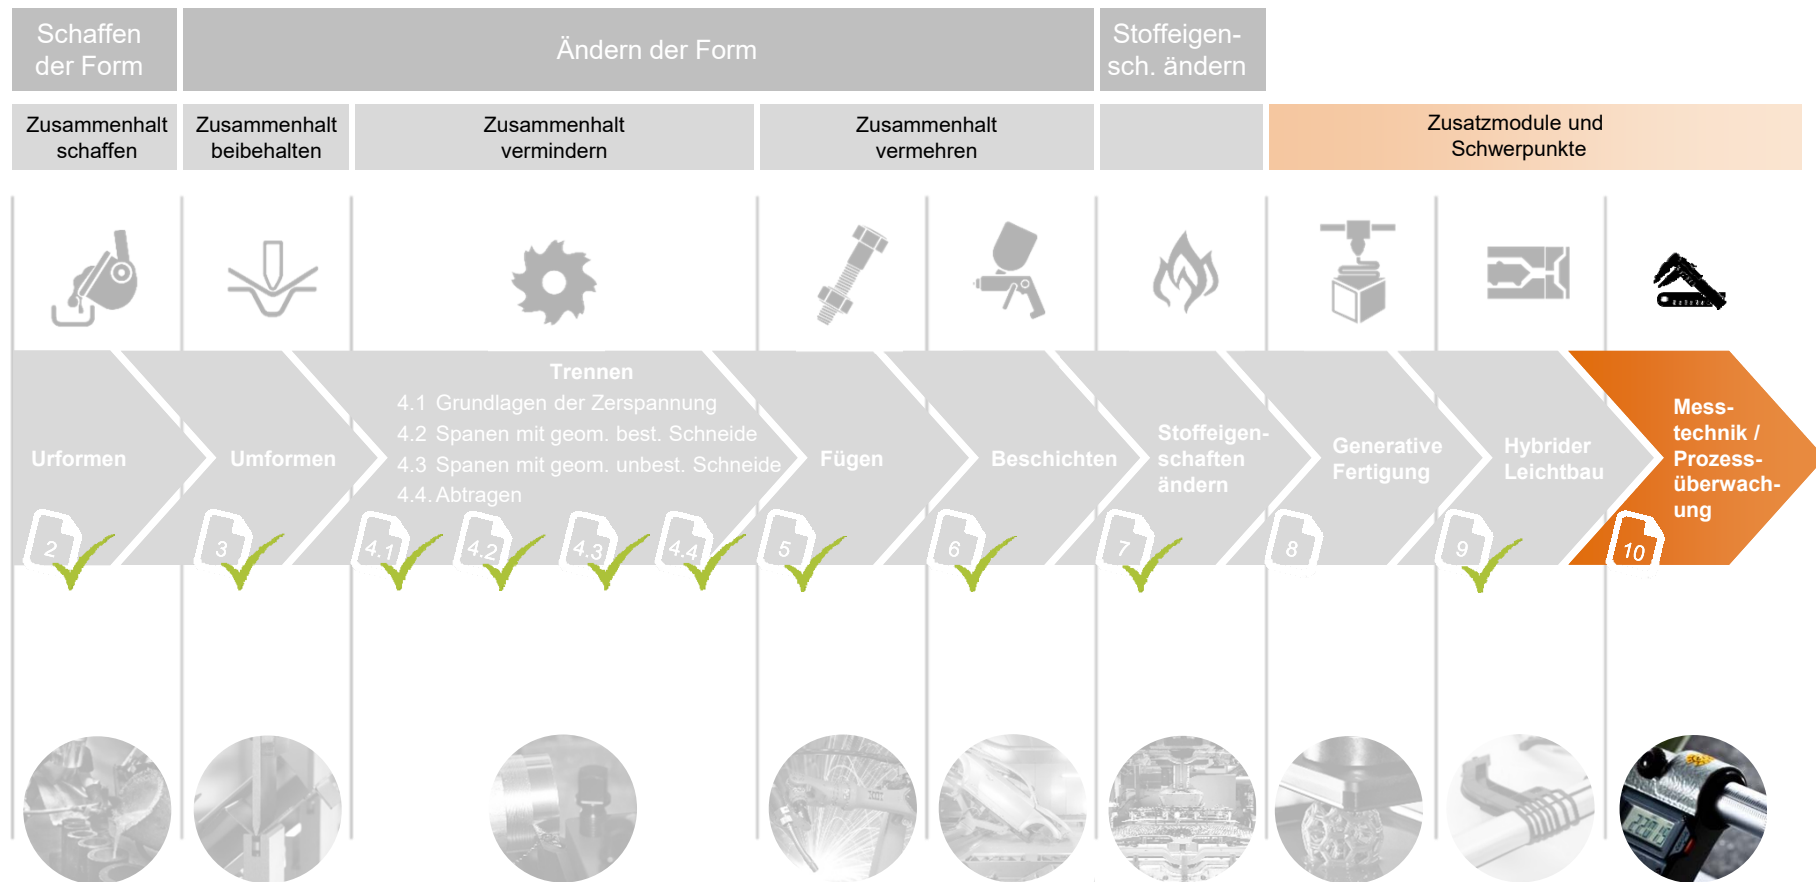 Schaffen
der Form
Ändern der Form
Stoffeigen-
sch. ändern
Zusammenhalt
schaffen
Zusammenhalt
beibehalten
Zusammenhalt
vermindern
Zusammenhalt
vermehren
Zusatzmodule und
Schwerpunkte
Urformen
Umformen
Trennen
4.1 Grundlagen der Zerspannung
4.2 Spanen mit geom. best. Schneide
4.3 Spanen mit geom. unbest. Schneide
4.4. Abtragen
Fügen
Beschichten
Stoffeigen-
schaften
ändern
Generative
Fertigung
Hybrider
Leichtbau
Mess-
technik /
Prozess-
überwach-
ung
2
3
4.1
4.2
4.3
4.4
5
6
7
8
9
10